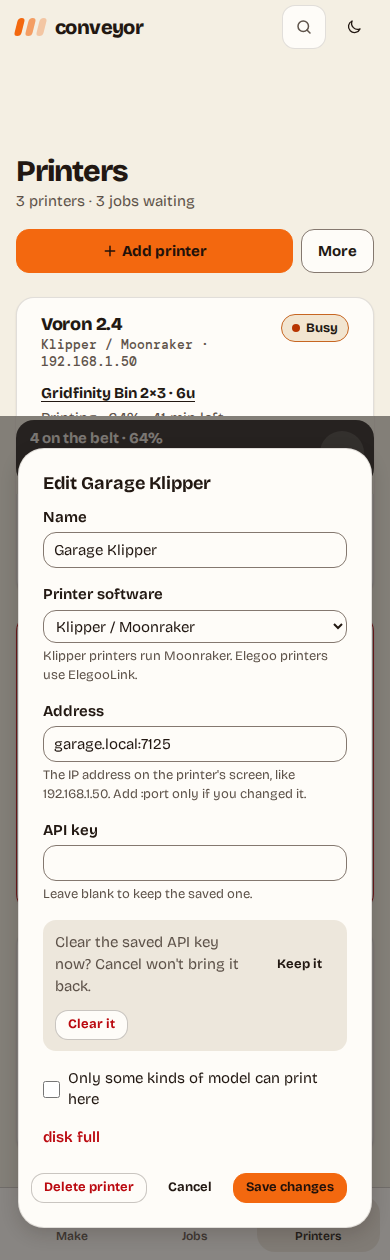 conveyor
Printers
3 printers · 3 jobs waiting
+ Add printer
More
Voron 2.4
Busy
Klipper / Moonraker ·
192.168.1.50
Gridfinity Bin 2×3 · 6u
4 on the belt · 64%
Edit Garage Klipper
Name
Garage Klipper
Printer software
Klipper / Moonraker
Klipper printers run Moonraker. Elegoo printers
use ElegooLink.
Address
garage.local:7125
The IP address on the printer's screen, like
192.168.1.50. Add :port only if you changed it.
API key
Leave blank to keep the saved one.
Clear the saved API key
now? Cancel won't bring it
back.
Keep it
Clear it
Only some kinds of model can print
here
disk full
Delete printer
Cancel
Save changes
Make
Jobs
Printers